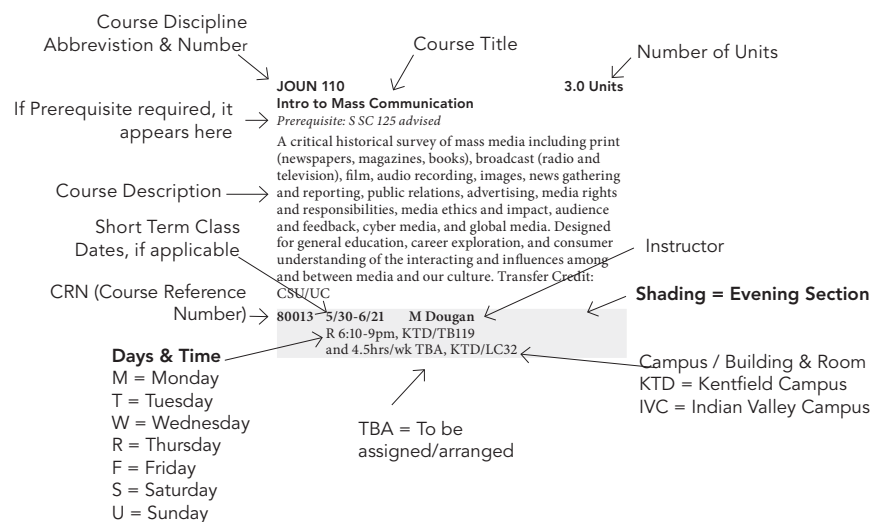 Course Discipline
Abbrevistion & Number
Course Title
Number of Units
JOUN 110
3.0 Units
Intro to Mass Communication
If Prerequisite required, it
appears here
Prerequisite: S SC 125 advised
A critical historical survey of mass media including print
(newspapers, magazines, books), broadcast (radio and
television), film, audio recording, images, news gathering
and reporting, public relations, advertising, media rights
and responsibilities, media ethics and impact, audience
and feedback, cyber media, and global media. Designed
for general education, career exploration, and consumer
understanding of the interacting and influences among
and between media and our culture. Transfer Credit:
CSU/UC
Course Description
Short Term Class
Dates, if applicable
Instructor
CRN (Course Reference
Number)
Shading = Evening Section
80013 5/30-6/21 M Dougan
R 6:10-9pm, KTD/TB119
and 4.5hrs/wk TBA, KTD/LC32
Days & Time
M = Monday
T = Tuesday
W = Wednesday
R = Thursday
F = Friday
S = Saturday
U = Sunday
TBA = To be
assigned/arranged
Campus / Building & Room
KTD = Kentfield Campus
IVC = Indian Valley Campus